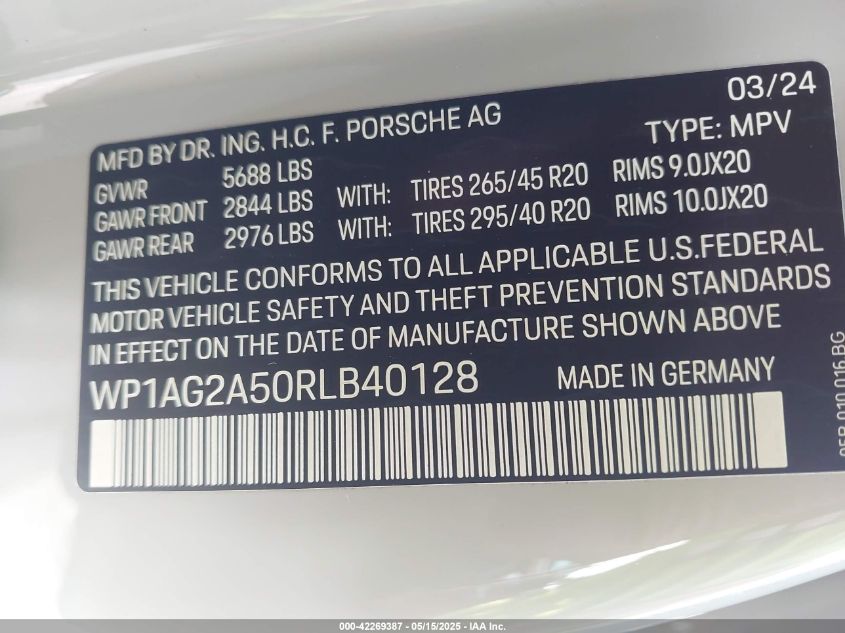 03/24
MFD BY DR. ING. H.C. F. PORSCHE AG
TYPE: MPV
GVWR 5688 LBS
GAWR FRONT 2844 LBS WITH: TIRES 265/45 R20 RIMS 9.0JX20
GAWR REAR 2976 LBS WITH: TIRES 295/40 R20 RIMS 10.0JX20
THIS VEHICLE CONFORMS TO ALL APPLICABLE U.S.FEDERAL
MOTOR VEHICLE SAFETY AND THEFT PREVENTION STANDARDS
IN EFFECT ON THE DATE OF MANUFACTURE SHOWN ABOVE
WP1AG2A50RLB40128 MADE IN GERMANY
010 016 BG
000-42269387 - 05/15/2025 - IAA Inc.